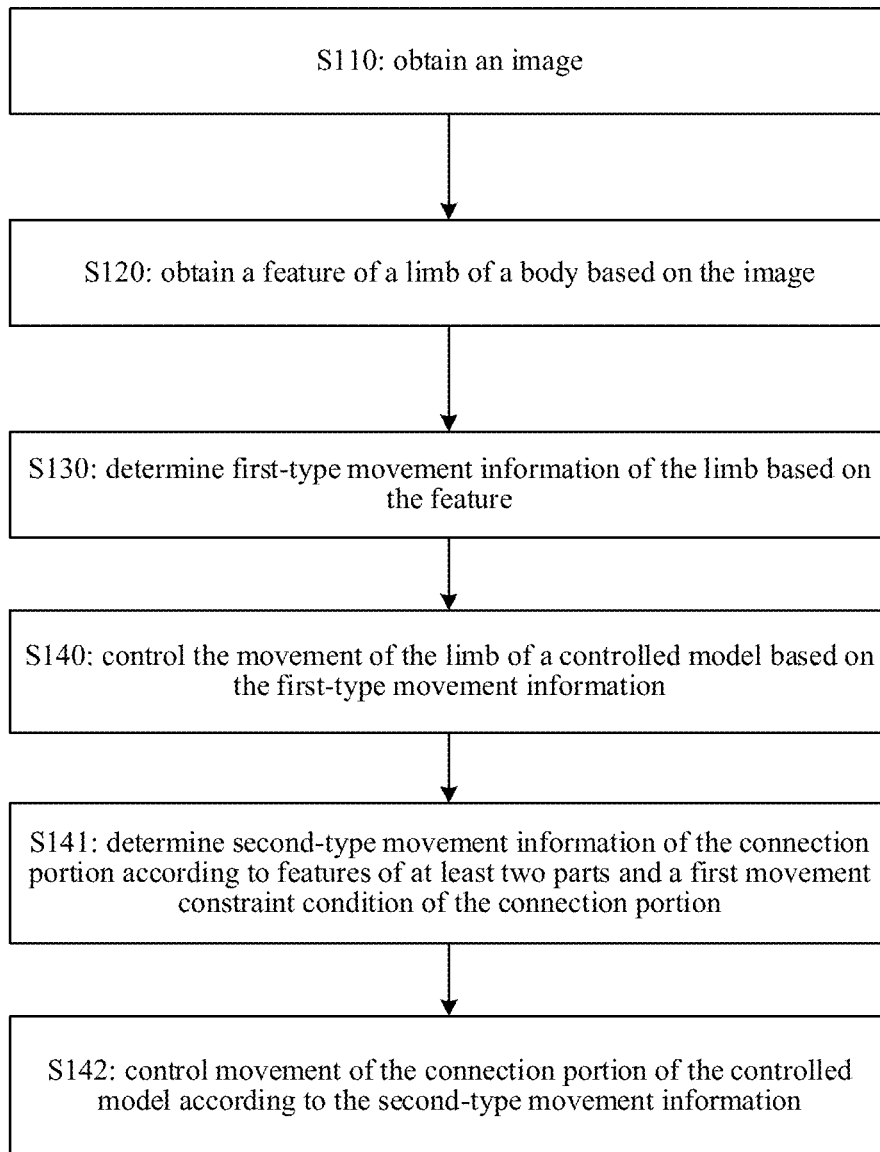 S110: obtain an image
S120: obtain a feature of a limb of a body based on the image
S130: determine first-type movement information of the limb based on
the feature
S140: control the movement of the limb of a controlled model based on
the first-type movement information
S141: determine second-type movement information of the connection
portion according to features of at least two parts and a first movement
constraint condition of the connection portion
S142: control movement of the connection portion of the controlled
model according to the second-type movement information